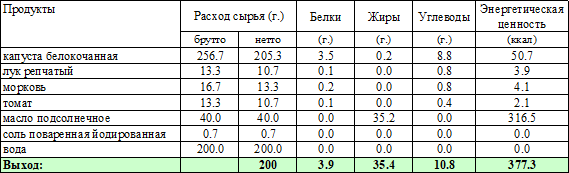 Продукты Расход сырья (г.) Белки Жиры Углеводы Энергетическая ценность
брутто нетто (г.) (г.) (г.) (ккал)
капуста белокочанная 256.7 205.3 3.5 0.2 8.8 50.7
лук репчатый 13.3 10.7 0.1 0.0 0.8 3.9
морковь 16.7 13.3 0.2 0.0 0.8 4.1
томат 13.3 10.7 0.1 0.0 0.4 2.1
масло подсолнечное 40.0 40.0 0.0 35.2 0.0 316.5
соль поваренная йодированная 0.7 0.7 0.0 0.0 0.0 0.0
вода 200.0 200.0 0.0 0.0 0.0 0.0
Выход: 200 3.9 35.4 10.8 377.3